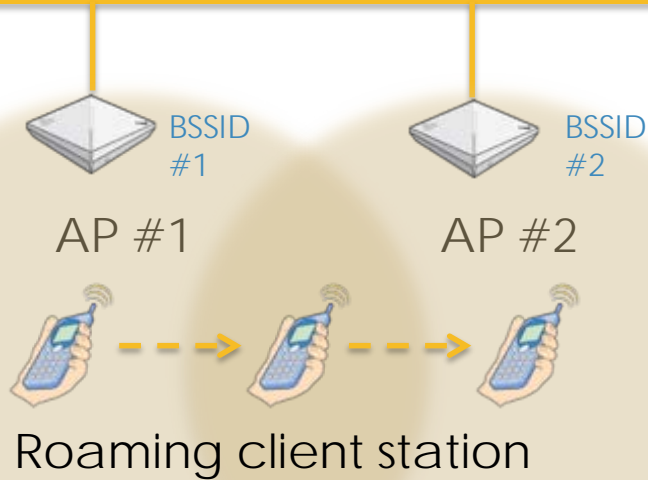 BSSID
#1
BSSID
#2
AP #1
AP #2
Roaming client station